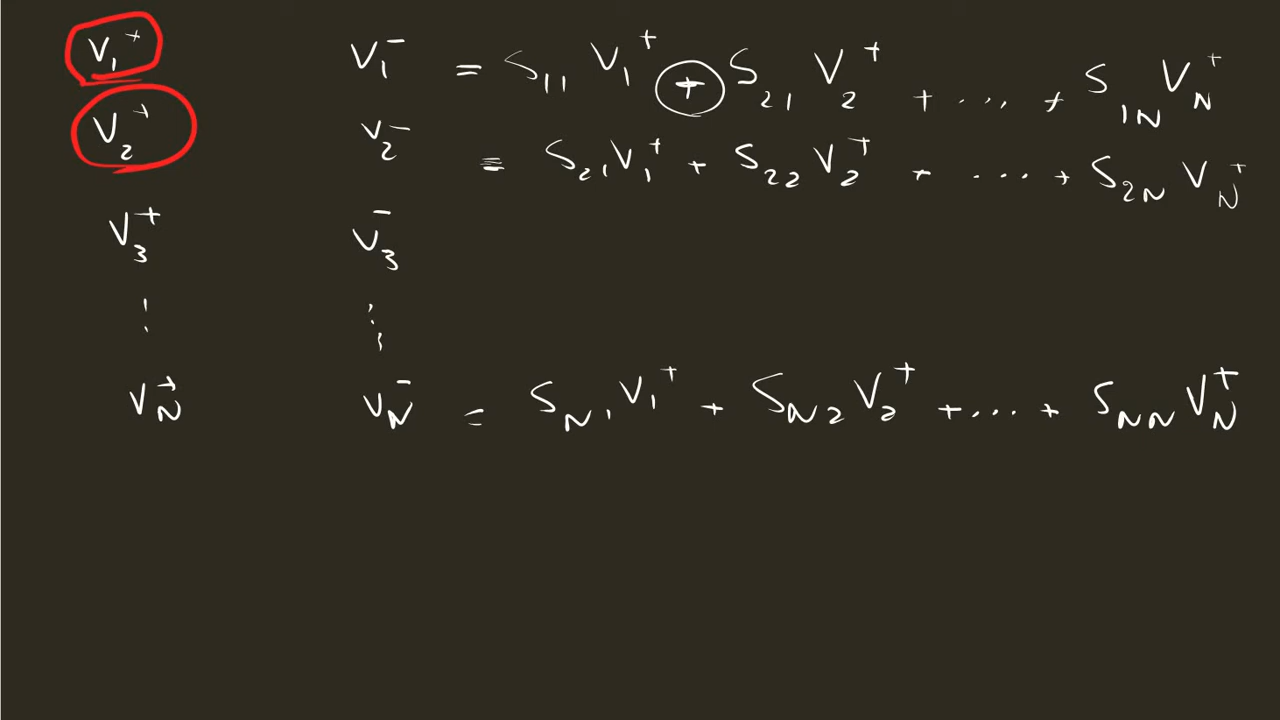 V₁⁺ V₁⁻ = S₁₁ V₁⁺ + S₂₁ V₂⁺ + ... + S₁N VN⁺
V₂⁺ V₂⁻ = S₂₁ V₁⁺ + S₂₂ V₂⁺ + ... + S₂N VN⁺
V₃⁺ V₃⁻
⋮ ⋮
VN⁺ VN⁻ = SN₁ V₁⁺ + SN₂ V₂⁺ + ... + SNN VN⁺